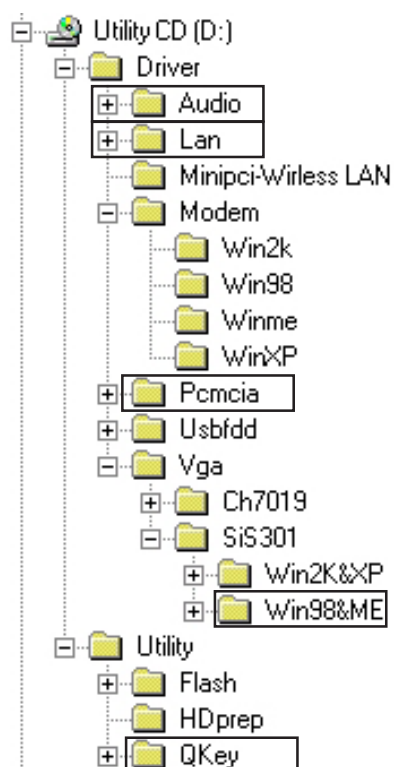 Utility CD (D:)
Driver
Audio
Lan
Minipci-Wirless LAN
Modem
Win2k
Win98
Winme
WinXP
Pcmcia
Usbfdd
Vga
Ch7019
SiS301
Win2K&XP
Win98&ME
Utility
Flash
HDprep
QKey